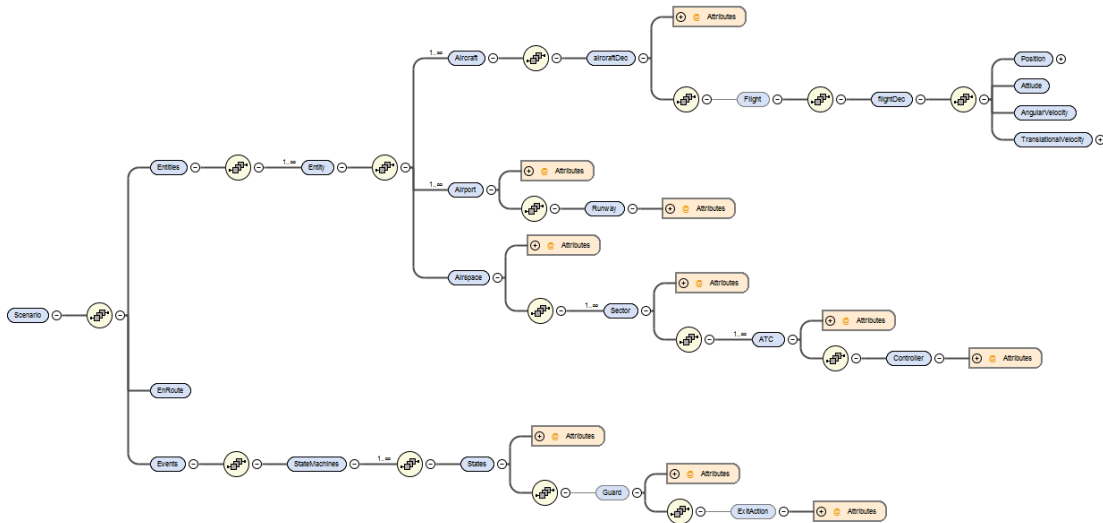 Attributes
1..∞ Aircraft aircraftDec
Position
Flight flightDec
Attitude
AngularVelocity
TranslationalVelocity
Entities 1..∞ Entity
Attributes
1..∞ Airport
Runway Attributes
Attributes
Airspace
Attributes
1..∞ Sector
Scenario
Attributes
1..∞ ATC
Controller Attributes
EnRoute
Attributes
Events StateMachines 1..∞ States
Attributes
Guard
ExitAction Attributes